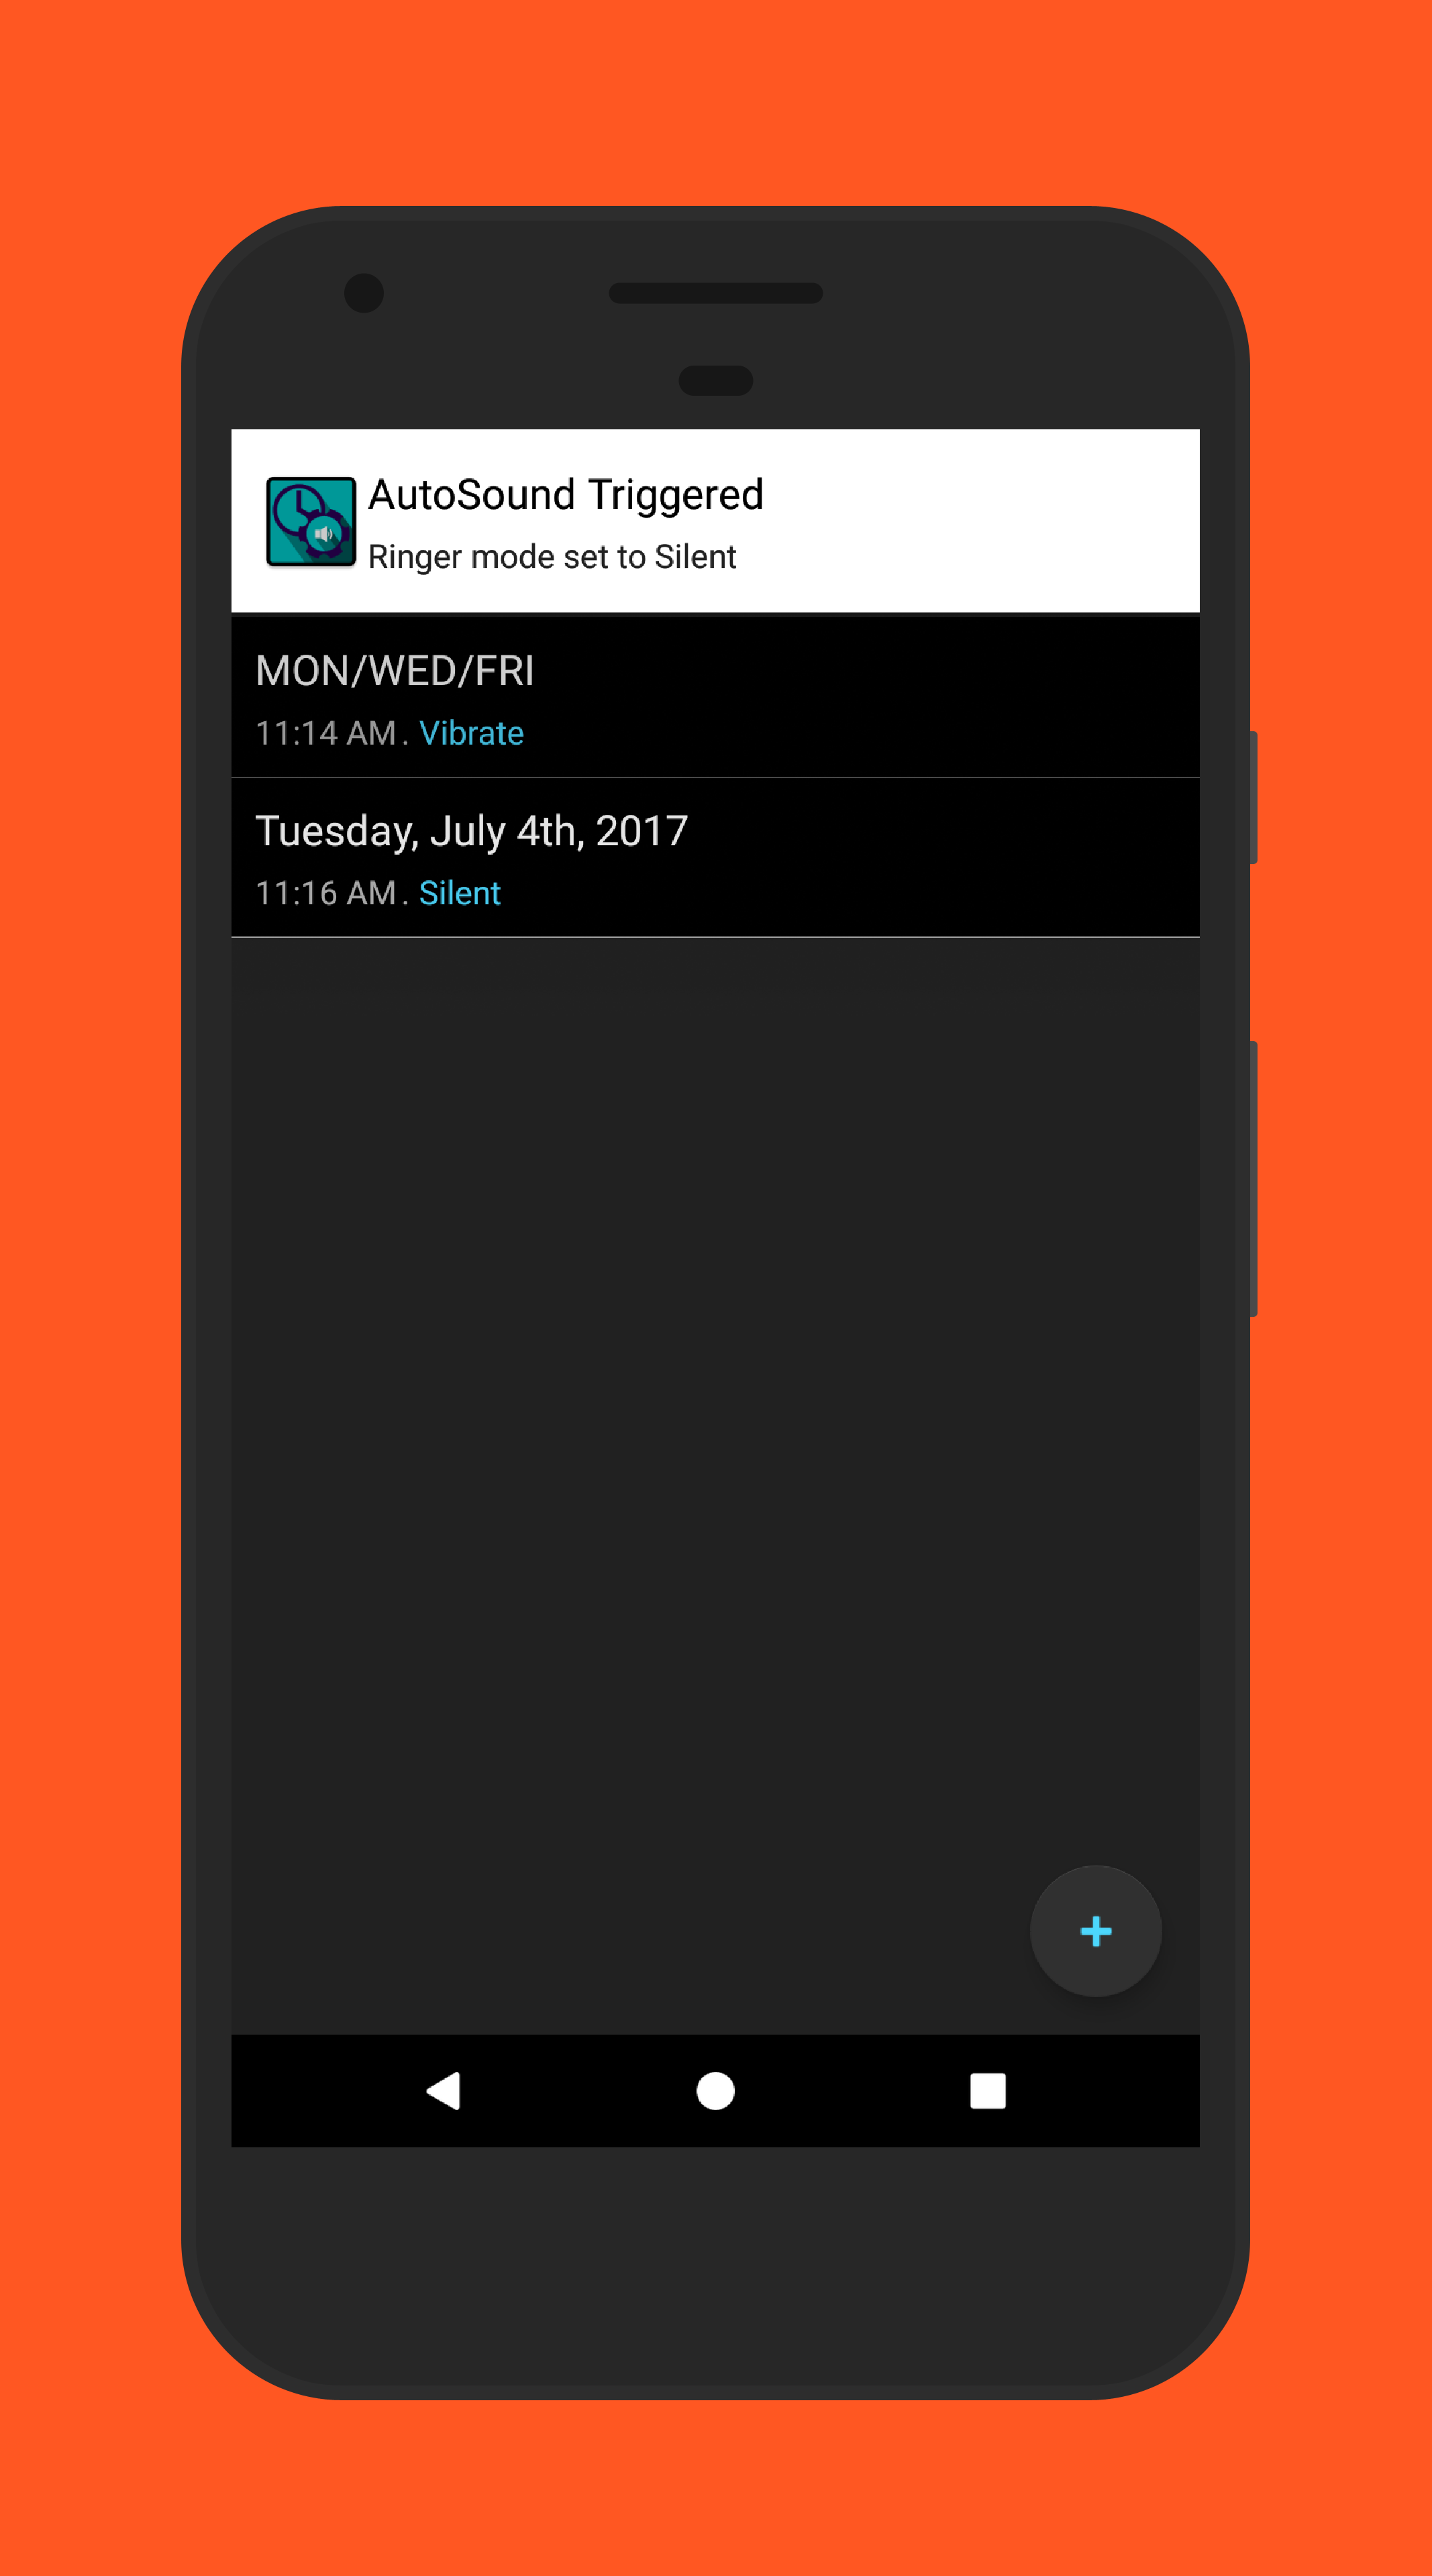 AutoSound Triggered
Ringer mode set to Silent
MON/WED/FRI
11:14 AM . Vibrate
Tuesday, July 4th, 2017
11:16 AM . Silent